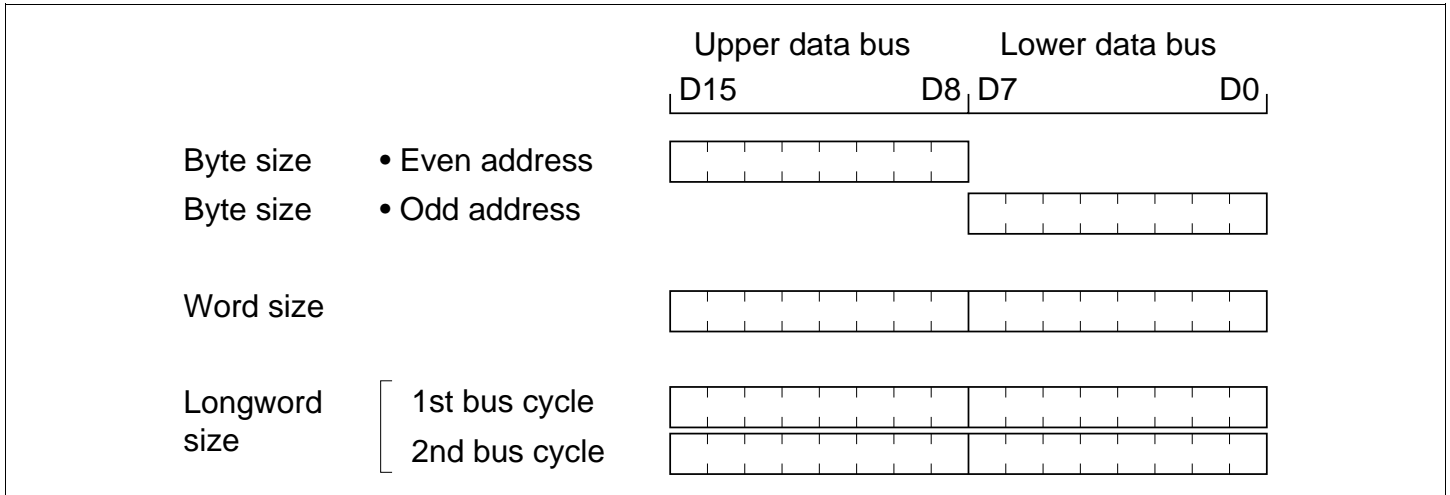 Upper data bus Lower data bus
D15 D8 D7 D0
Byte size • Even address
Byte size • Odd address
Word size
Longword size 1st bus cycle
2nd bus cycle